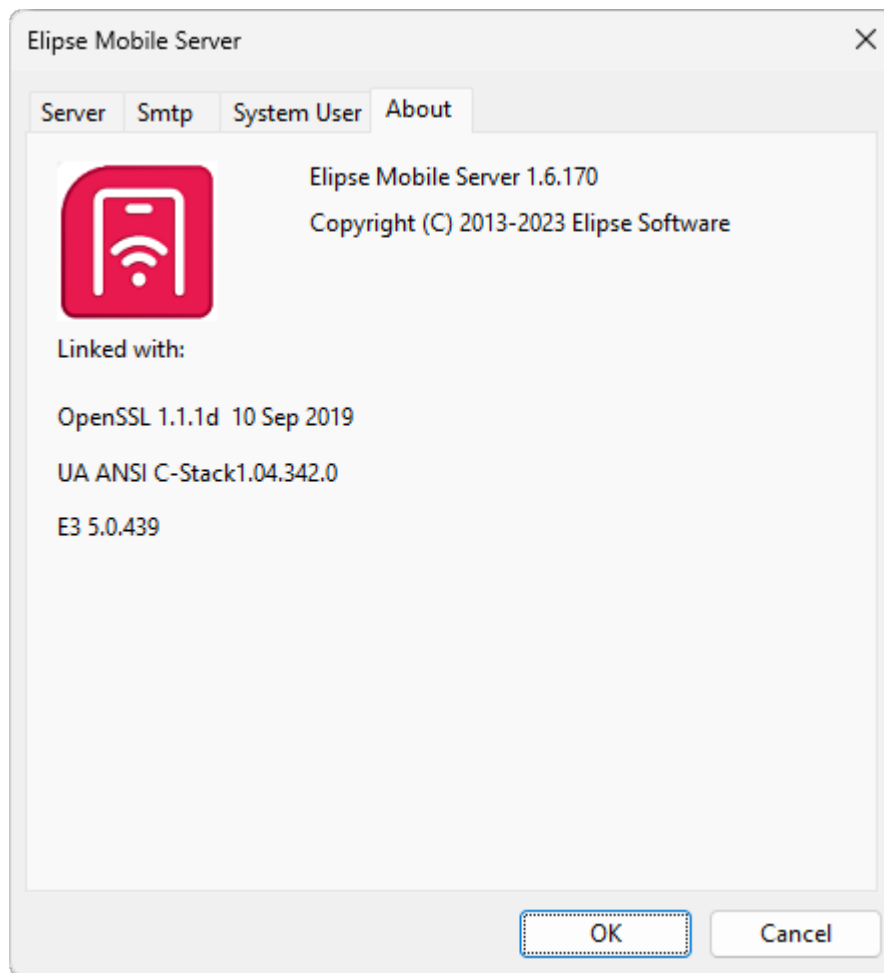 Elipse Mobile Server
Server Smtp System User About
Elipse Mobile Server 1.6.170
Copyright (C) 2013-2023 Elipse Software
Linked with:
OpenSSL 1.1.1d  10 Sep 2019
UA ANSI C-Stack1.04.342.0
E3 5.0.439
OK Cancel